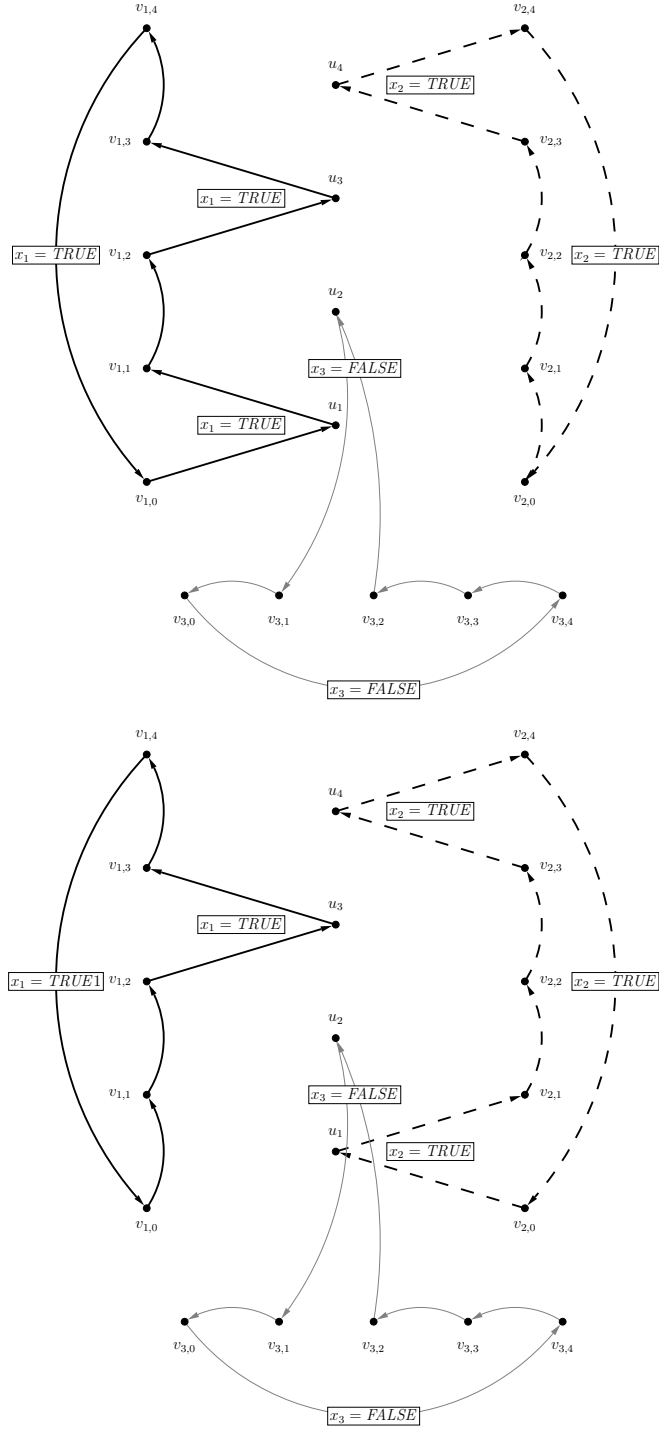 v1,4 v2,4
u4
x2 = TRUE
v1,3 v2,3
u3
x1 = TRUE
x1 = TRUE v1,2 v2,2 x2 = TRUE
u2
v1,1 x3 = FALSE v2,1
u1
x1 = TRUE
v1,0 v2,0
v3,0 v3,1 v3,2 v3,3 v3,4
x3 = FALSE
v1,4 v2,4
u4
x2 = TRUE
v1,3 v2,3
u3
x1 = TRUE
x1 = TRUE1 v1,2 v2,2 x2 = TRUE
u2
v1,1 x3 = FALSE v2,1
u1
x2 = TRUE
v1,0 v2,0
v3,0 v3,1 v3,2 v3,3 v3,4
x3 = FALSE